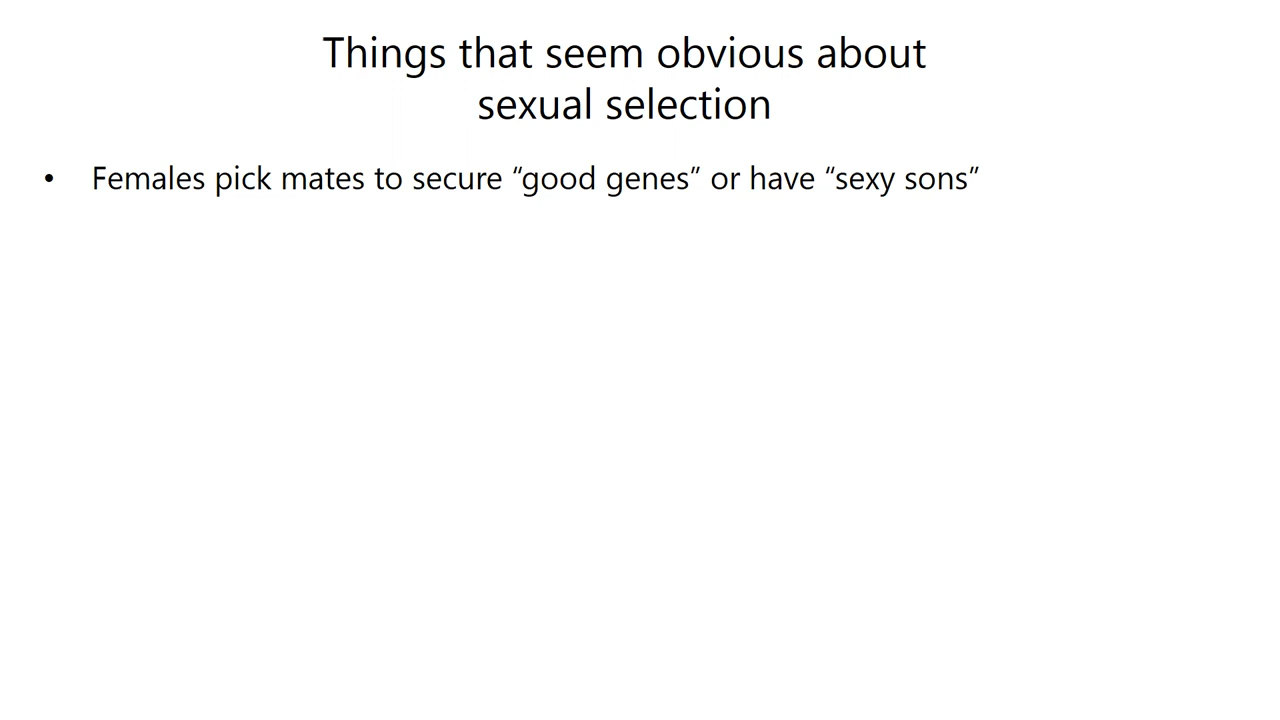 Things that seem obvious about
sexual selection
• Females pick mates to secure “good genes” or have “sexy sons”